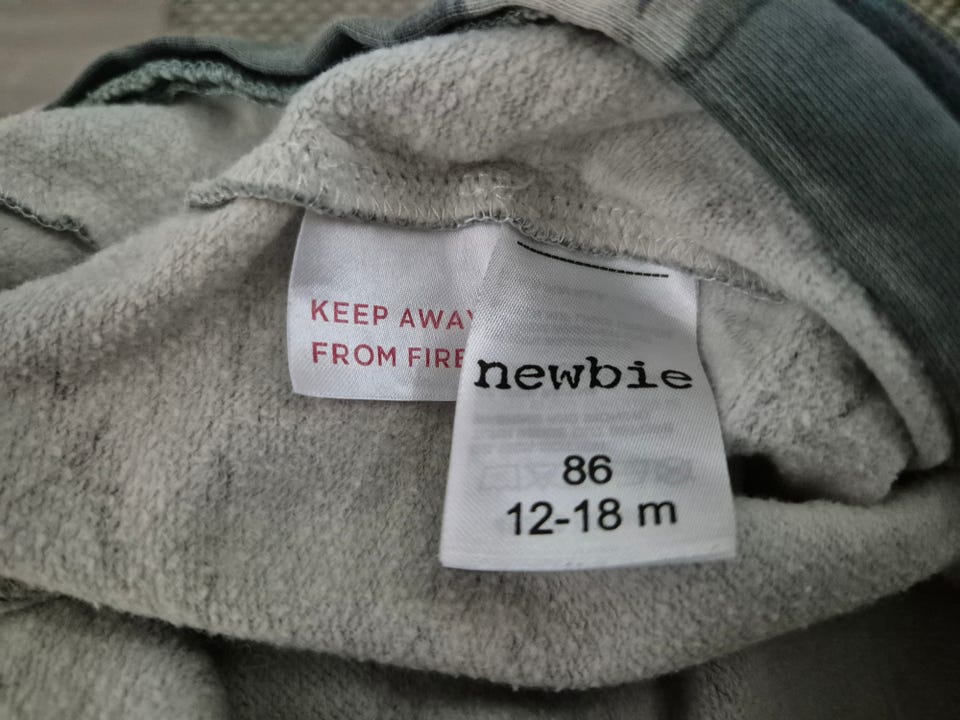 KEEP AWAY
FROM FIRE
newbie
86
12-18 m